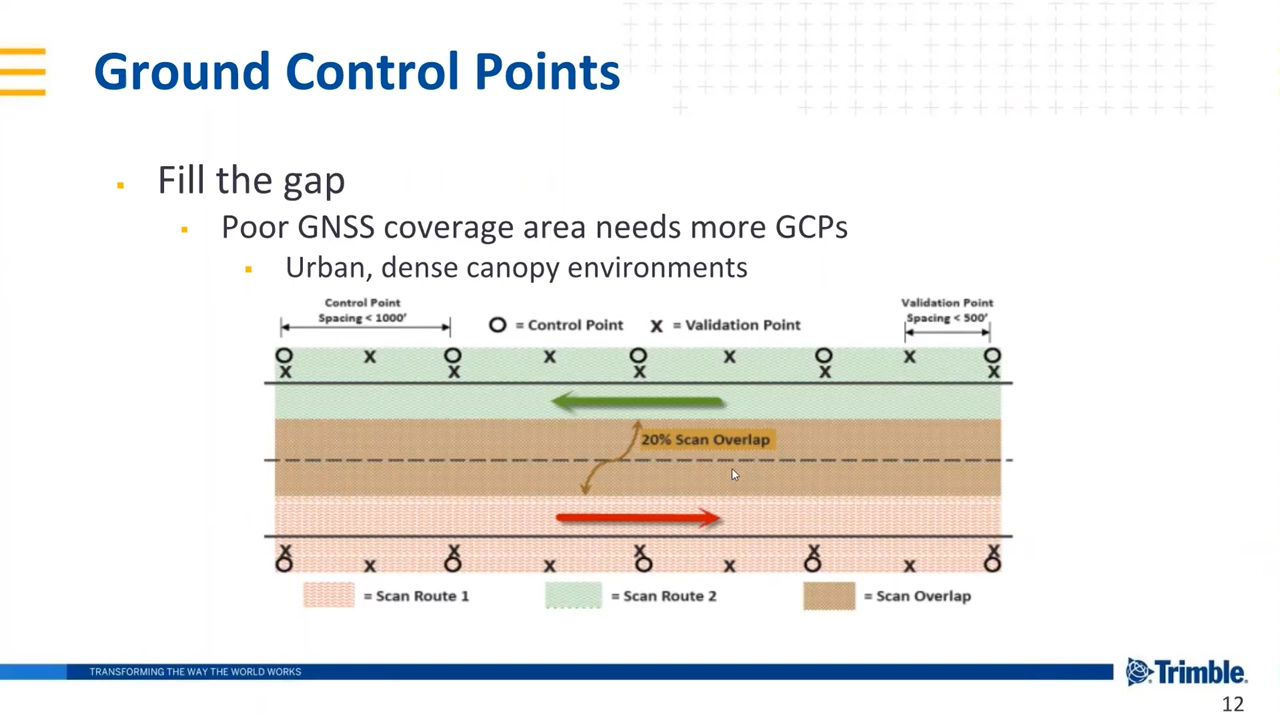 Ground Control Points
Fill the gap
Poor GNSS coverage area needs more GCPs
Urban, dense canopy environments
Control Point
Spacing < 1000'
O = Control Point
X = Validation Point
Validation Point
Spacing < 500'
O X O X O X O X O
X X X X X
20% Scan Overlap
X X X X X
O X O X O X O X O
= Scan Route 1
= Scan Route 2
= Scan Overlap
TRANSFORMING THE WAY THE WORLD WORKS
Trimble.
12